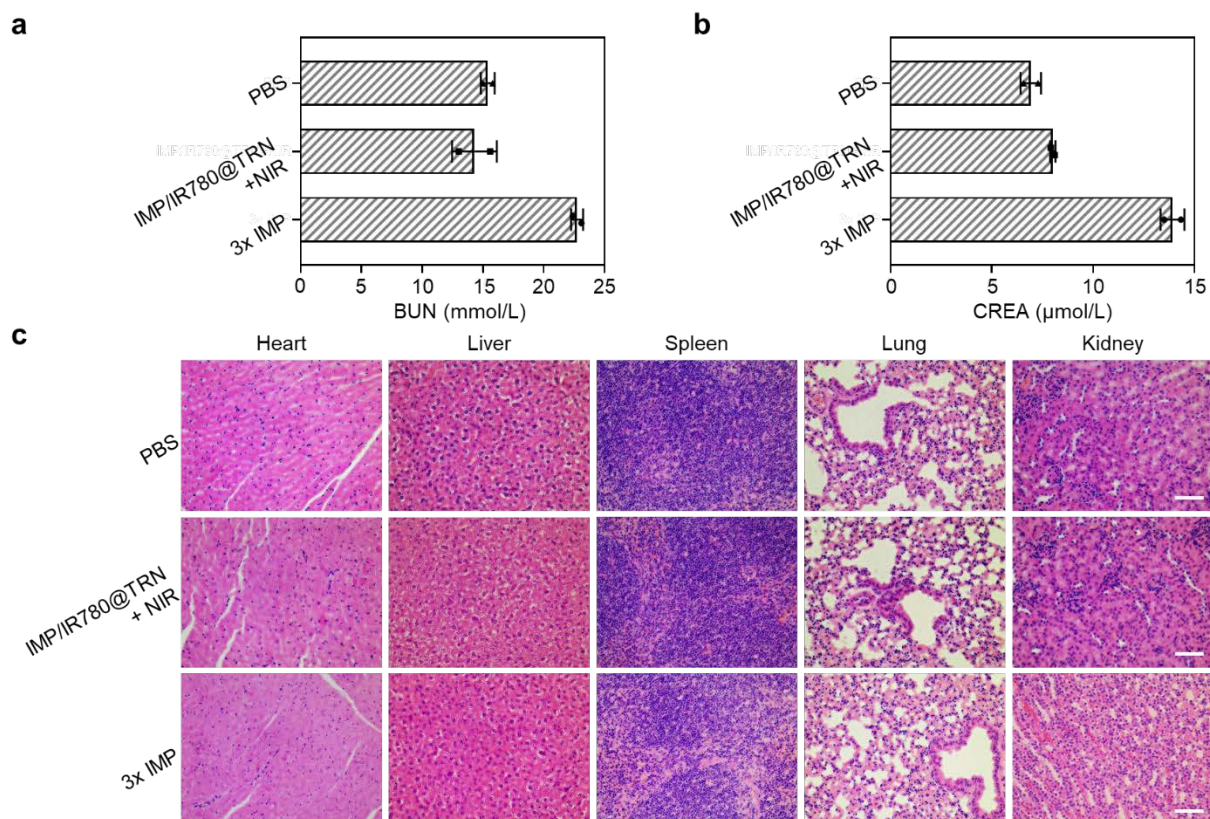 a
PBS
IMP/IR780@TRN
+NIR
3x IMP
0 5 10 15 20 25
BUN (mmol/L)
b
PBS
IMP/IR780@TRN
+NIR
3x IMP
0 5 10 15
CREA (μmol/L)
c
Heart Liver Spleen Lung Kidney
PBS
IMP/IR780@TRN
+ NIR
3x IMP